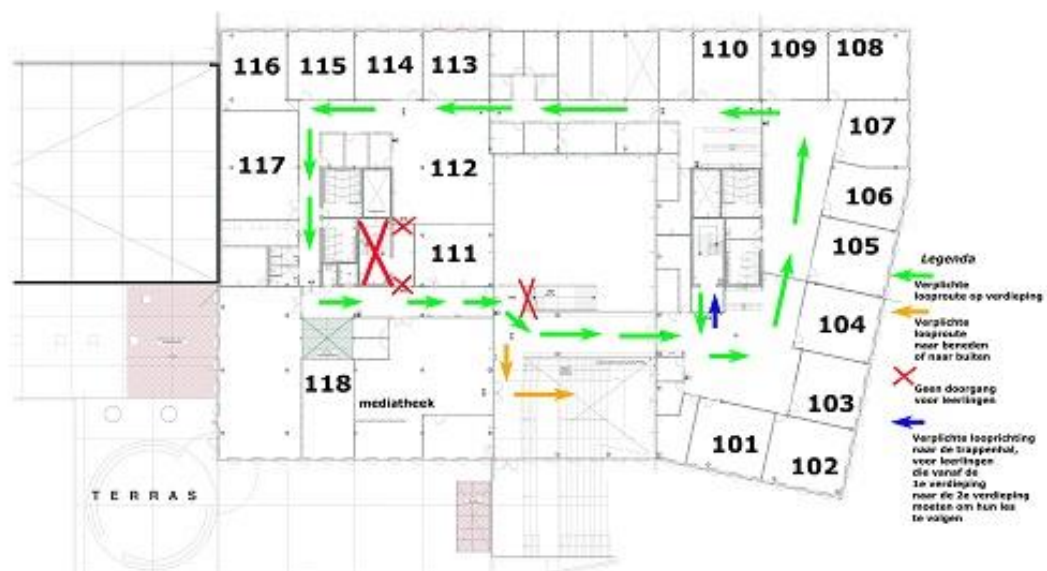 116 115 114 113 110 109 108
107
117 112 106
105
111
Legenda
Verplichte
looproute op verdieping
104
Verplichte
looproute
naar beneden
of naar buiten
118
mediatheek
103
Geen doorgang
voor leerlingen
101
102
Verplichte looprichting
naar de trappenhal,
voor leerlingen
die vanaf de
1e verdieping
naar de 2e verdieping
moeten om hun les
te volgen
TERRAS